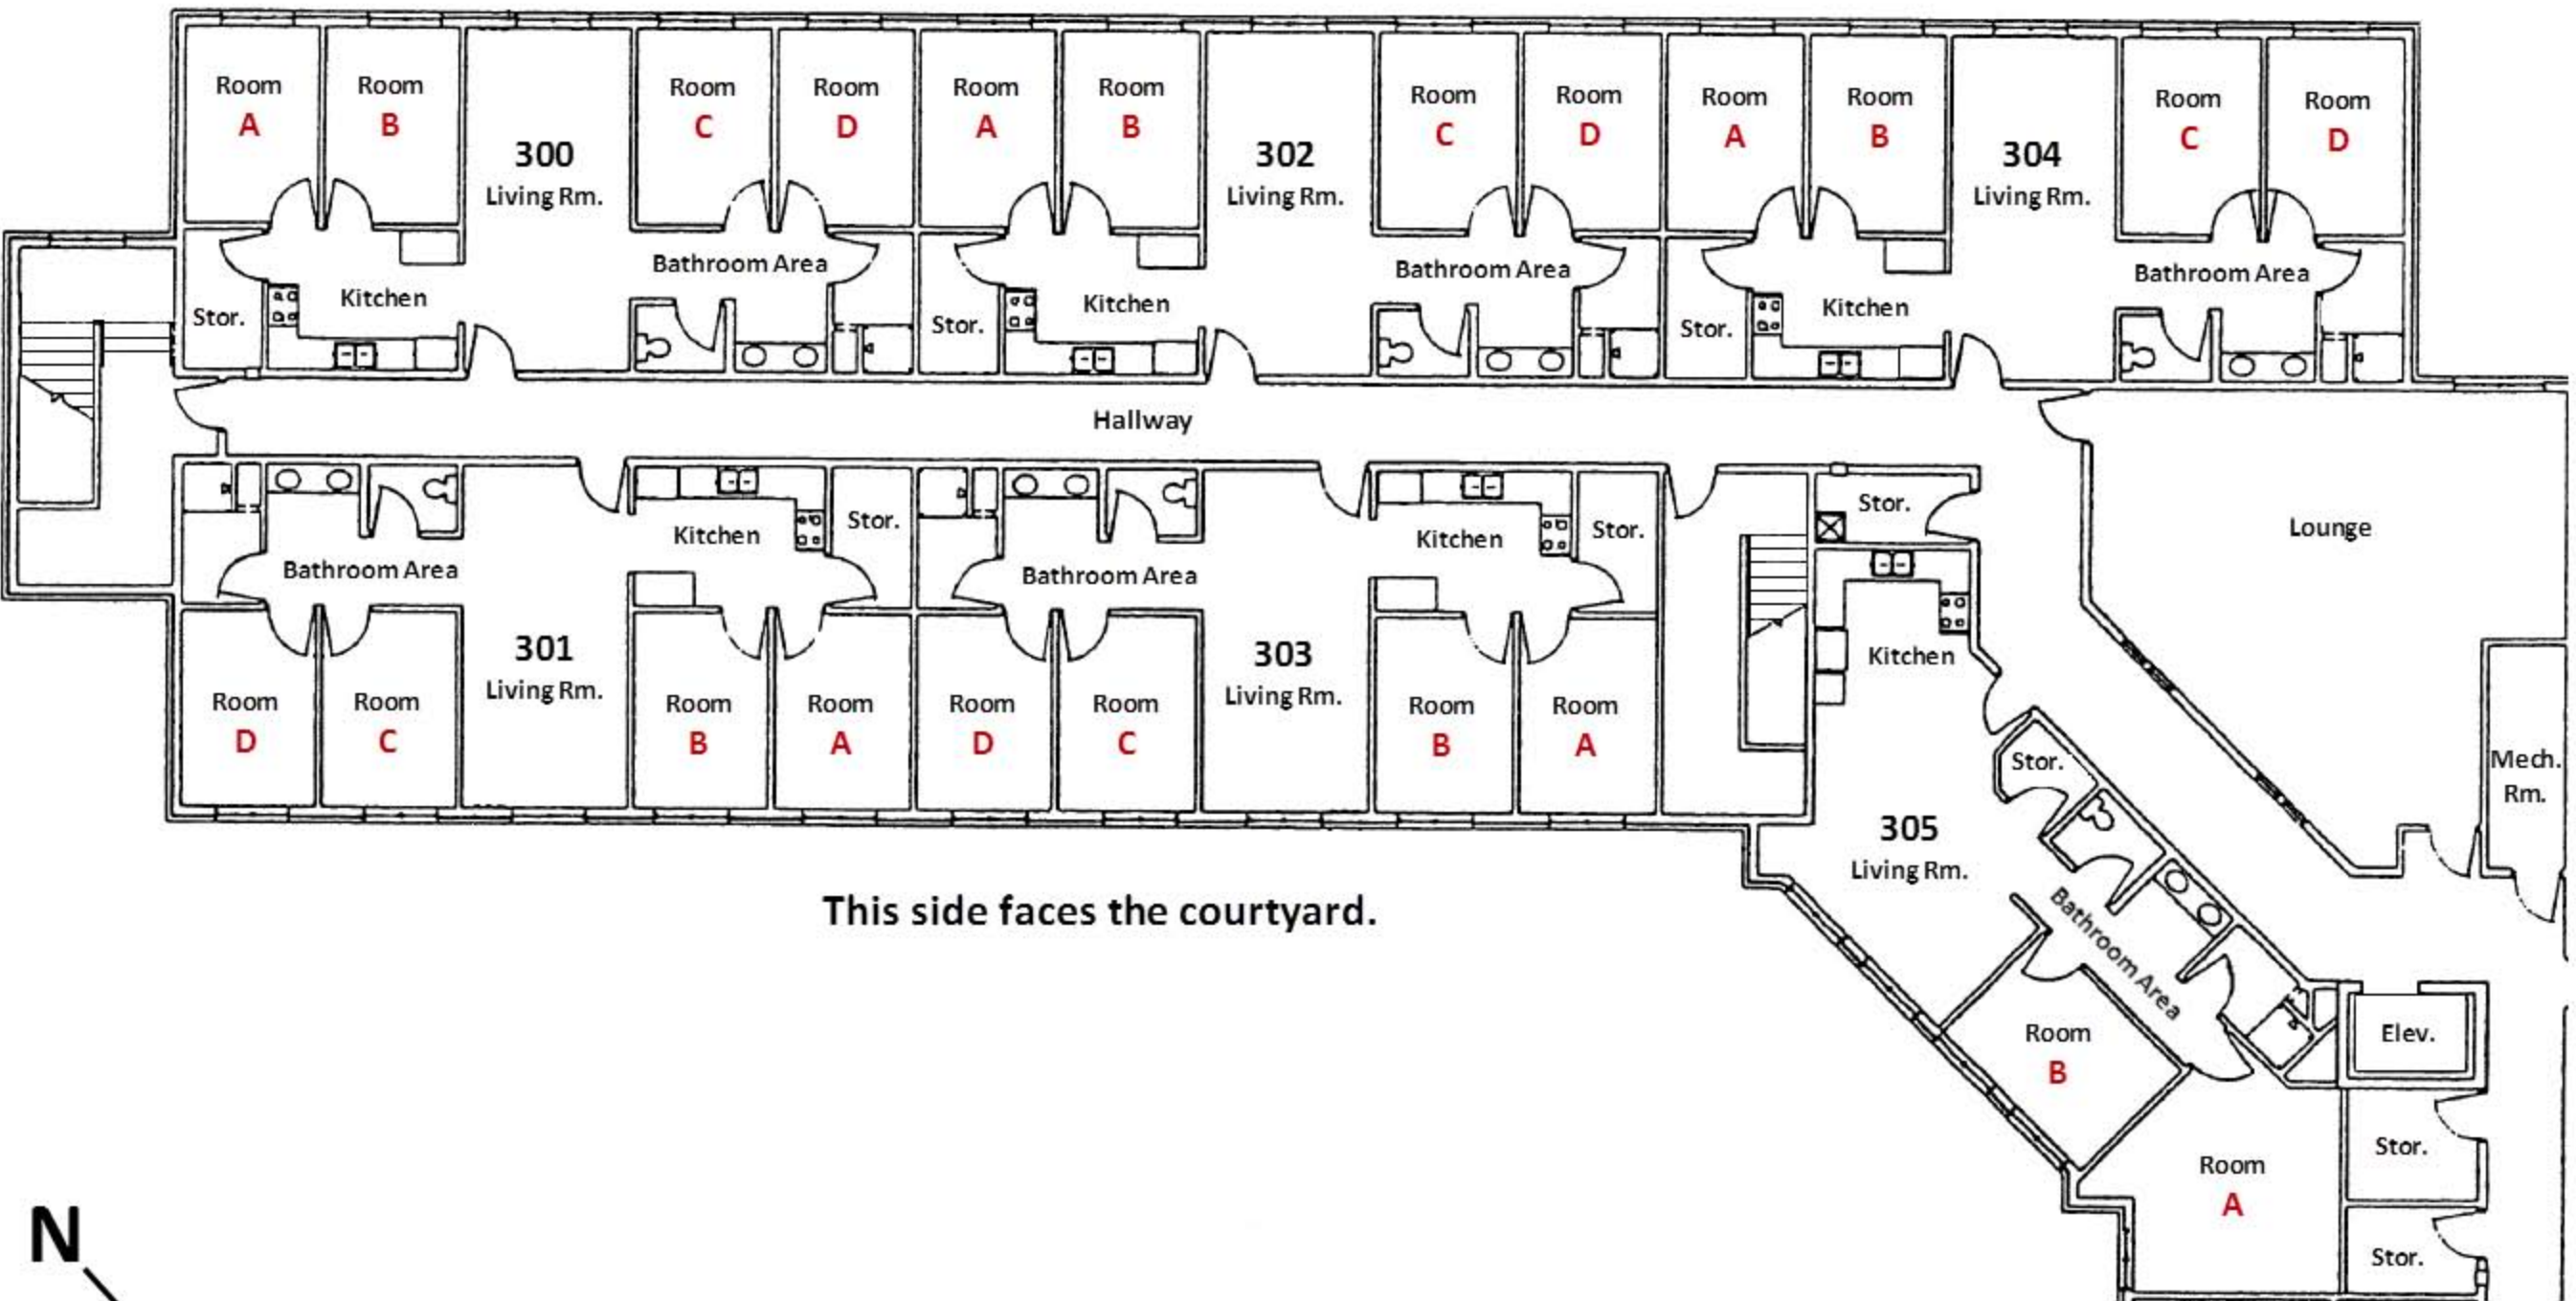 Room Room Room Room Room Room Room Room Room Room Room Room
A B C D A B C D A B C D
300 302 304
Living Rm. Living Rm. Living Rm.
Bathroom Area Bathroom Area Bathroom Area
Kitchen Kitchen Kitchen
Stor. Stor. Stor.
Hallway
Stor. Stor. Stor.
Kitchen Kitchen Lounge
Bathroom Area Bathroom Area
301 303 Kitchen
Living Rm. Living Rm.
Room Room Room Room Room Room Room Room
D C B A D C B A
Stor. Mech.
Rm.
305
Living Rm.
This side faces the courtyard.
Bathroom Area
Room Elev.
B
Stor.
Room
A
N
Stor.